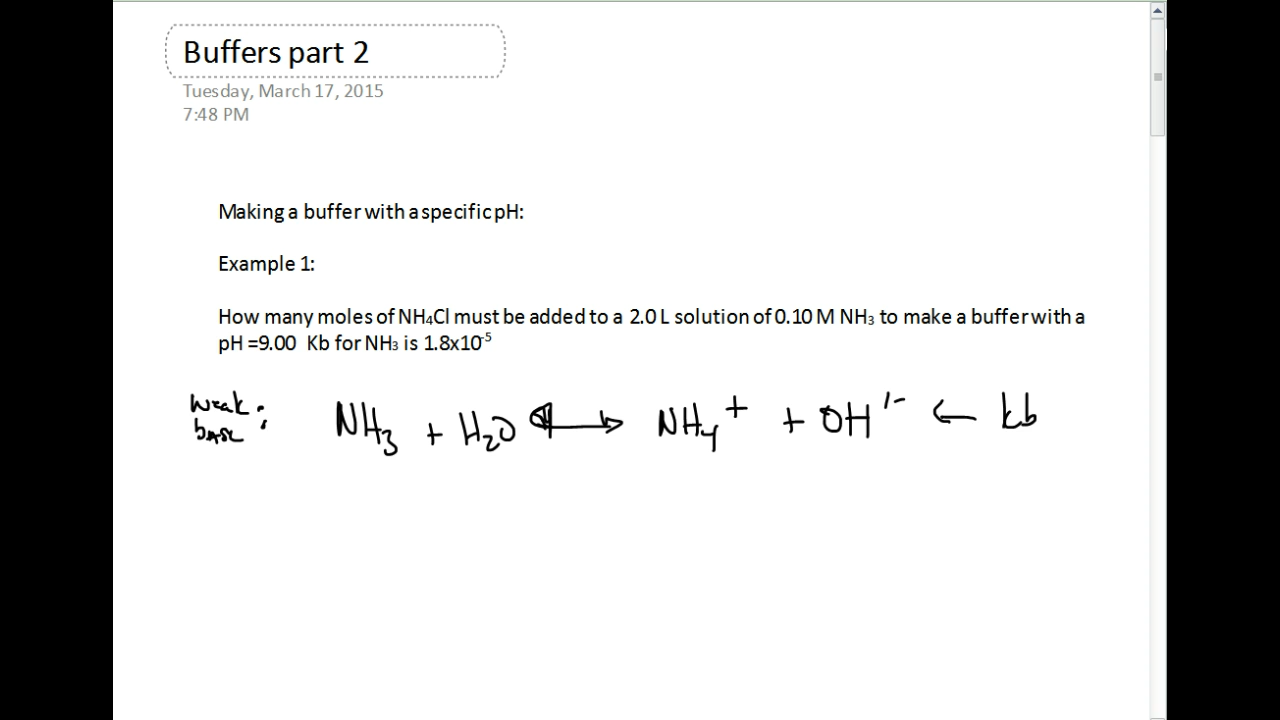 Buffers part 2
Tuesday, March 17, 2015
7:48 PM
Making a buffer with a specific pH:
Example 1:
How many moles of NH₄Cl must be added to a 2.0 L solution of 0.10 M NH₃ to make a buffer with a
pH =9.00 Kb for NH₃ is 1.8x10⁻⁵
weak base : NH₃ + H₂O ⟷ NH₄⁺ + OH¹⁻ ← kb